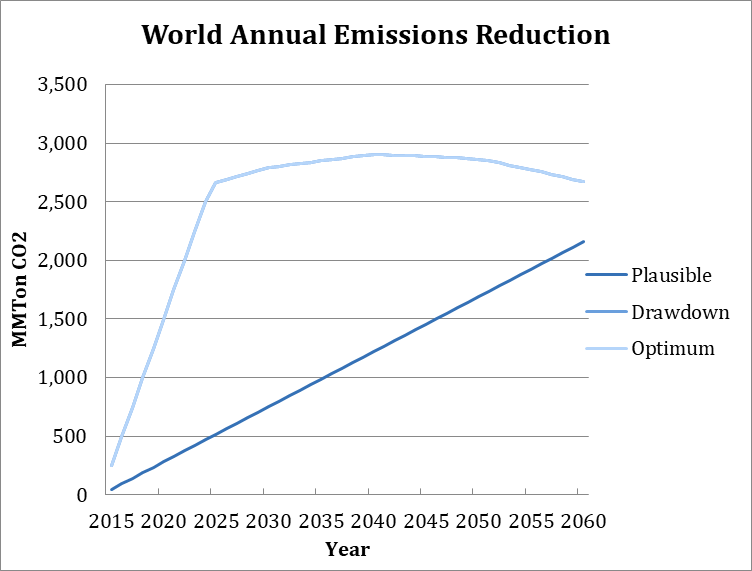 World Annual Emissions Reduction
3,500
3,000
2,500
2,000
1,500
1,000
500
0
MMTon CO2
2015 2020 2025 2030 2035 2040 2045 2050 2055 2060
Year
Plausible
Drawdown
Optimum